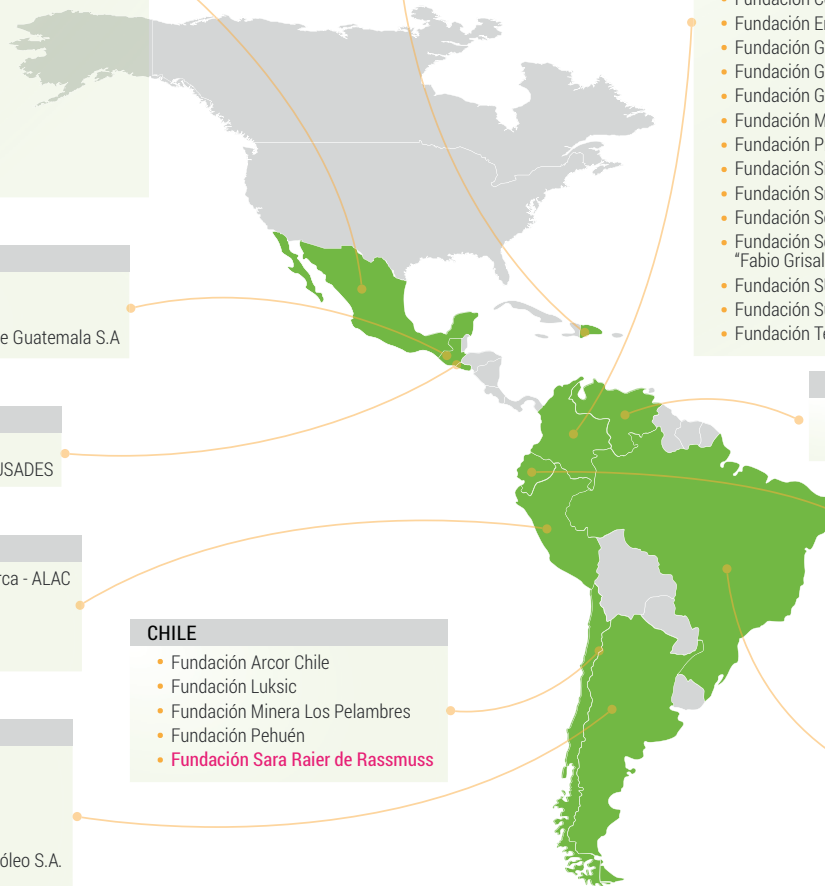 Fundación
Fundación
Fundación
Fundación
Fundación
Fundación
Fundación
Fundación
Fundación
Fundación
Fundación
"Fabio
Fundación
Fundación
Fundación
e Guatemala S.A
USADES
rca - ALAC
CHILE
Fundación Arcor Chile
Fundación Luksic
Fundación Minera Los Pelambres
Fundación Pehuén
Fundación Sara Raier de Rassmuss
óleo S.A.